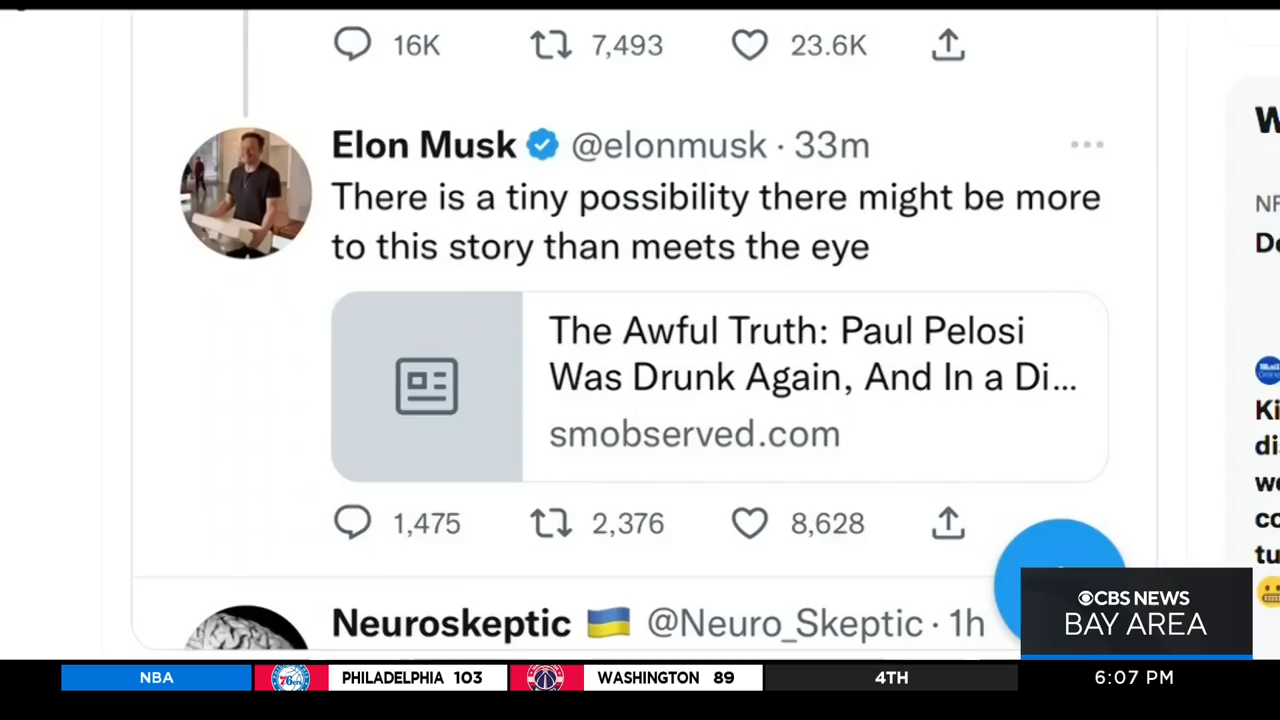 16K 7,493 23.6K
Elon Musk @elonmusk · 33m
There is a tiny possibility there might be more
to this story than meets the eye
The Awful Truth: Paul Pelosi
Was Drunk Again, And In a Di...
smobserved.com
1,475 2,376 8,628
Neuroskeptic 🇺🇦 @Neuro_Skeptic · 1h
CBS NEWS
BAY AREA
NBA 76ers PHILADELPHIA 103 WASHINGTON 89 4TH 6:07 PM